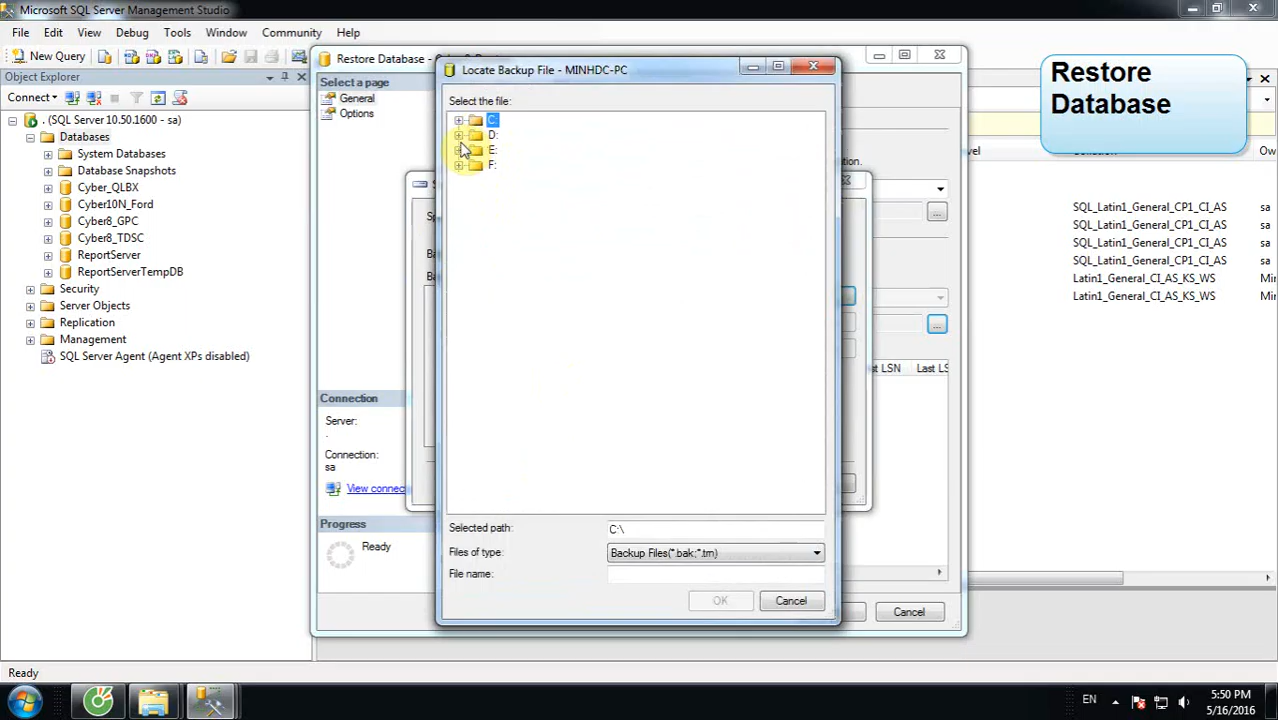 Microsoft SQL Server Management Studio
File Edit View Debug Tools Window Community Help
New Query
Restore Database
Restore
Database
Object Explorer
Connect
. (SQL Server 10.50.1600 - sa)
Databases
System Databases
Database Snapshots
Cyber_QLBX
Cyber10N_Ford
Cyber8_GPC
Cyber8_TDSC
ReportServer
ReportServerTempDB
Security
Server Objects
Replication
Management
SQL Server Agent (Agent XPs disabled)
Select a page
General
Options
Connection
Server:
.
Connection:
sa
View connec
Progress
Ready
Locate Backup File - MINHDC-PC
Select the file:
C:
D:
E:
F:
Selected path:
C:\
Files of type:
Backup Files(*.bak;*.trn)
File name:
OK
Cancel
Last LSN
Cancel
SQL_Latin1_General_CP1_CI_AS sa
SQL_Latin1_General_CP1_CI_AS sa
SQL_Latin1_General_CP1_CI_AS sa
SQL_Latin1_General_CP1_CI_AS sa
Latin1_General_CI_AS_KS_WS
Latin1_General_CI_AS_KS_WS
Ready
EN
5:50 PM
5/16/2016